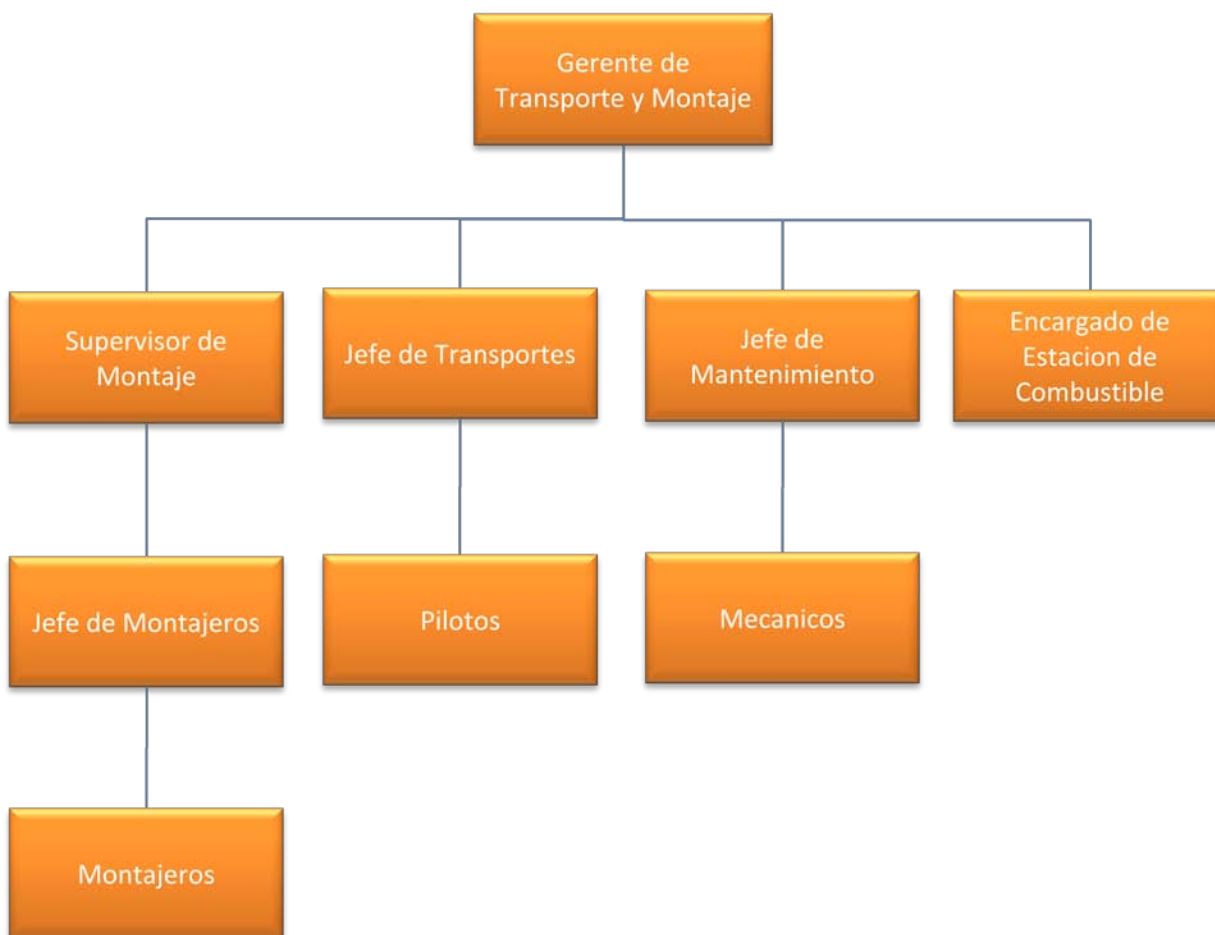 Gerente de
Transporte y Montaje
Supervisor de
Montaje
Jefe de Transportes
Jefe de
Mantenimiento
Encargado de
Estacion de
Combustible
Jefe de Montajeros
Pilotos
Mecanicos
Montajeros